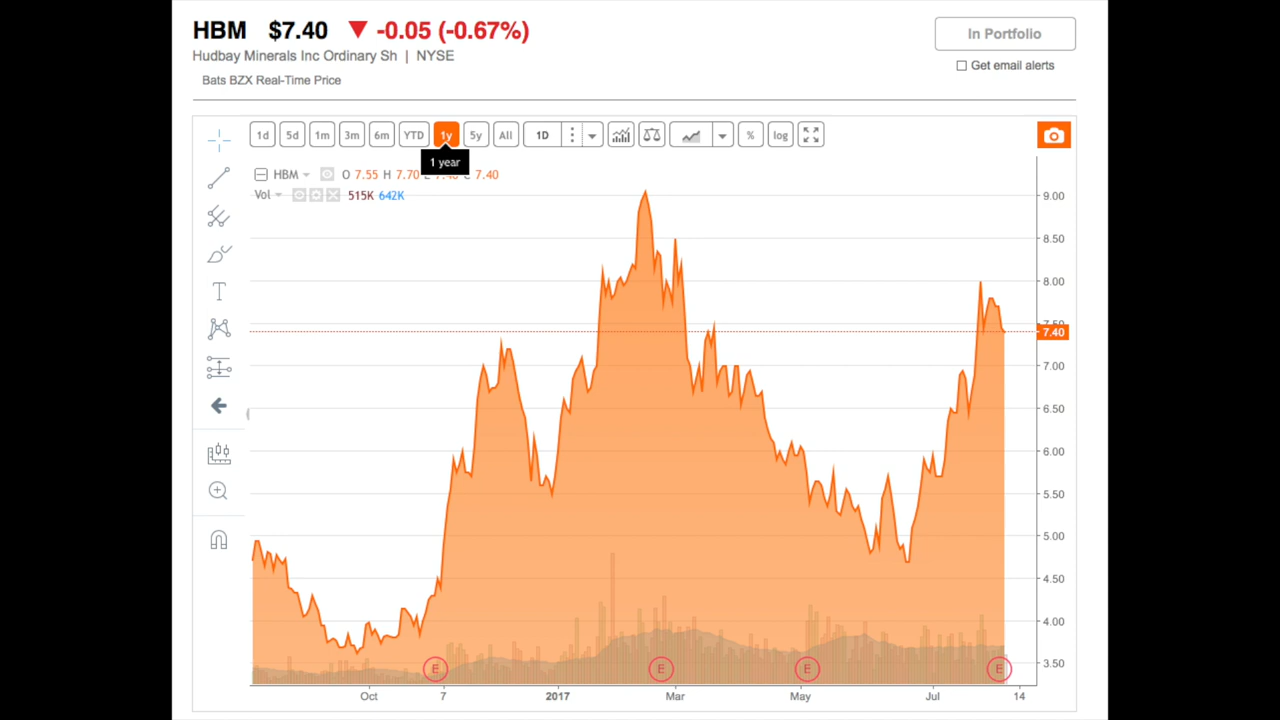 HBM $7.40 ▼ -0.05 (-0.67%)
In Portfolio
Hudbay Minerals Inc Ordinary Sh | NYSE
Get email alerts
Bats BZX Real-Time Price
1d 5d 1m 3m 6m YTD 1y 5y All 1D % log
1 year
HBM O 7.55 H 7.70 7.40
Vol 515K 642K
T
9.00
8.50
8.00
7.50
7.40
7.00
6.50
6.00
5.50
5.00
4.50
4.00
3.50
E E E E
Oct 7 2017 Mar May Jul 14